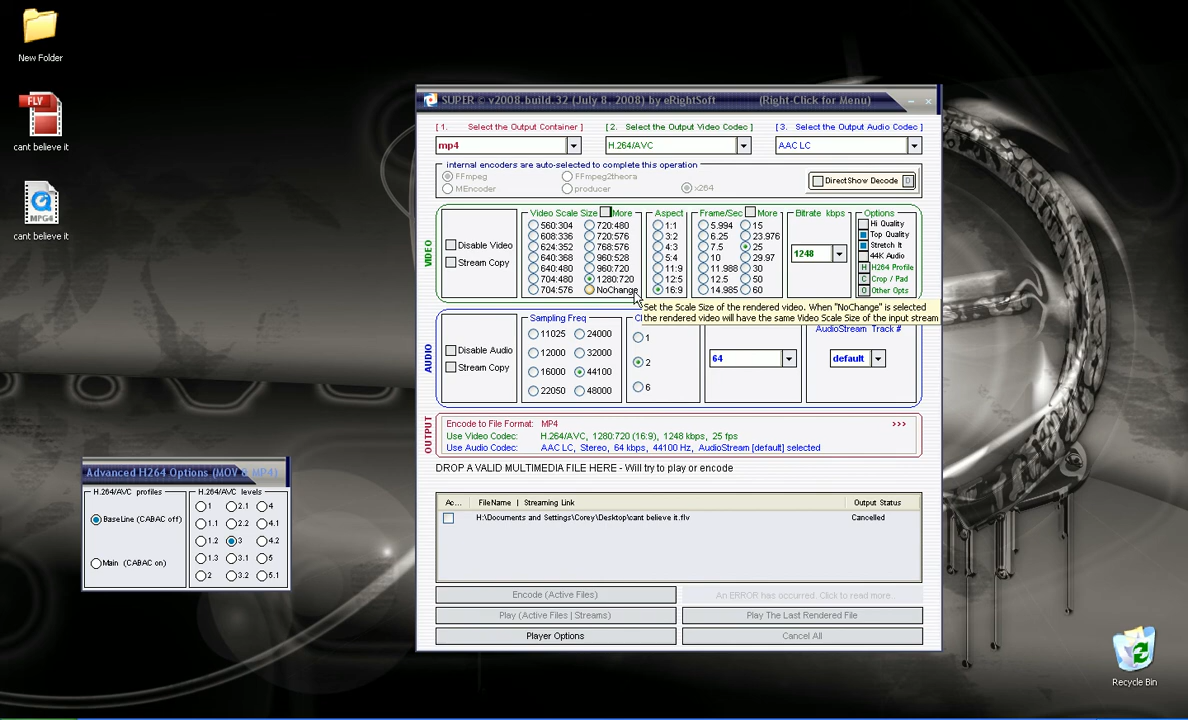 New Folder
FLV
cant believe it
MPG4
cant believe it
SUPER © v2008.build.32 (July 8, 2008) by eRightSoft (Right-Click for Menu)
[ 1. Select the Output Container ] [ 2. Select the Output Video Codec ] [ 3. Select the Output Audio Codec ]
mp4 H.264/AVC AAC LC
internal encoders are auto-selected to complete this operation
FFmpeg FFmpeg2theora
MEncoder producer x264
DirectShow Decode D
VIDEO
Disable Video
Stream Copy
Video Scale Size More
560:304 720:480
608:336 720:576
624:352 768:576
640:368 960:528
640:480 960:720
704:480 1280:720
704:576 NoChange
Aspect
1:1
3:2
4:3
5:4
11:9
12:5
16:9
Frame/Sec More
5.994 15
6.25 23.976
7.5 25
10 29.97
11.988 30
12.5 50
14.985 60
Bitrate kbps
1248
Options
Hi Quality
Top Quality
Stretch It
44K Audio
H H264 Profile
C Crop / Pad
O Other Opts
Set the Scale Size of the rendered video. When "NoChange" is selected
the rendered video will have the same Video Scale Size of the input stream
AUDIO
Disable Audio
Stream Copy
Sampling Freq
11025 24000
12000 32000
16000 44100
22050 48000
1
2
6
64
AudioStream Track #
default
OUTPUT
Encode to File Format: MP4 >>>
Use Video Codec: H.264/AVC, 1280:720 (16:9), 1248 kbps, 25 fps
Use Audio Codec: AAC LC, Stereo, 64 kbps, 44100 Hz, AudioStream [default] selected
DROP A VALID MULTIMEDIA FILE HERE - Will try to play or encode
Ac... FileName | Streaming Link Output Status
H:\Documents and Settings\Corey\Desktop\cant believe it.flv Cancelled
Encode (Active Files) An ERROR has occurred. Click to read more..
Play (Active Files | Streams) Play The Last Rendered File
Player Options Cancel All
Advanced H264 Options (MOV & MP4)
H.264/AVC profiles
BaseLine (CABAC off)
Main (CABAC on)
H.264/AVC levels
1 2.1 4
1.1 2.2 4.1
1.2 3 4.2
1.3 3.1 5
2 3.2 5.1
Recycle Bin